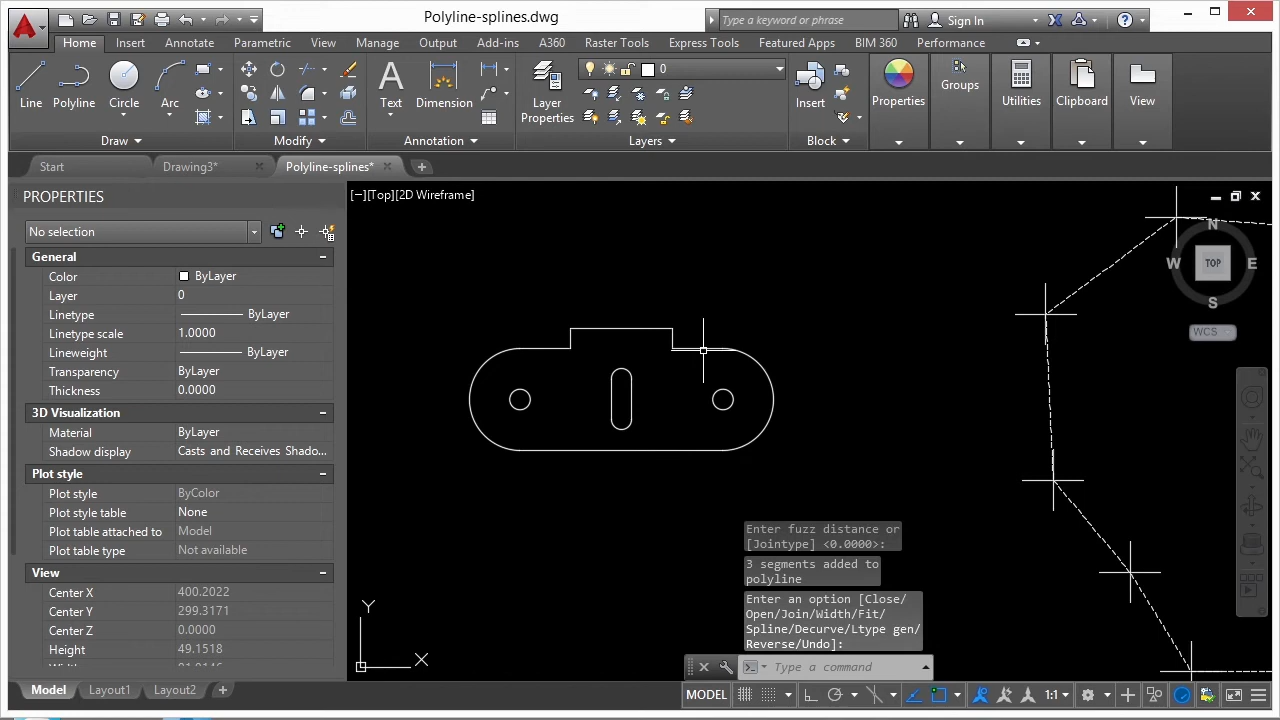 Polyline-splines.dwg
Type a keyword or phrase
Sign In
Home Insert Annotate Parametric View Manage Output Add-ins A360 Raster Tools Express Tools Featured Apps BIM 360 Performance
Line
Polyline
Circle
Arc
Text
Dimension
Layer
Properties
0
Insert
Properties
Groups
Utilities
Clipboard
View
Draw
Modify
Annotation
Layers
Block
Start
Drawing3*
Polyline-splines*
PROPERTIES
[−][Top][2D Wireframe]
No selection
General
Color ByLayer
Layer 0
Linetype ByLayer
Linetype scale 1.0000
Lineweight ByLayer
Transparency ByLayer
Thickness 0.0000
3D Visualization
Material ByLayer
Shadow display Casts and Receives Shado...
Plot style
Plot style ByColor
Plot style table None
Plot table attached to Model
Plot table type Not available
View
Center X 400.2022
Center Y 299.3171
Center Z 0.0000
Height 49.1518
N
W
TOP
E
S
WCS
Y
X
Enter fuzz distance or
[Jointype] <0.0000>:
3 segments added to
polyline
Enter an option [Close/
Open/Join/Width/Fit/
Spline/Decurve/Ltype gen/
Reverse/Undo]:
Type a command
Model Layout1 Layout2
MODEL
1:1